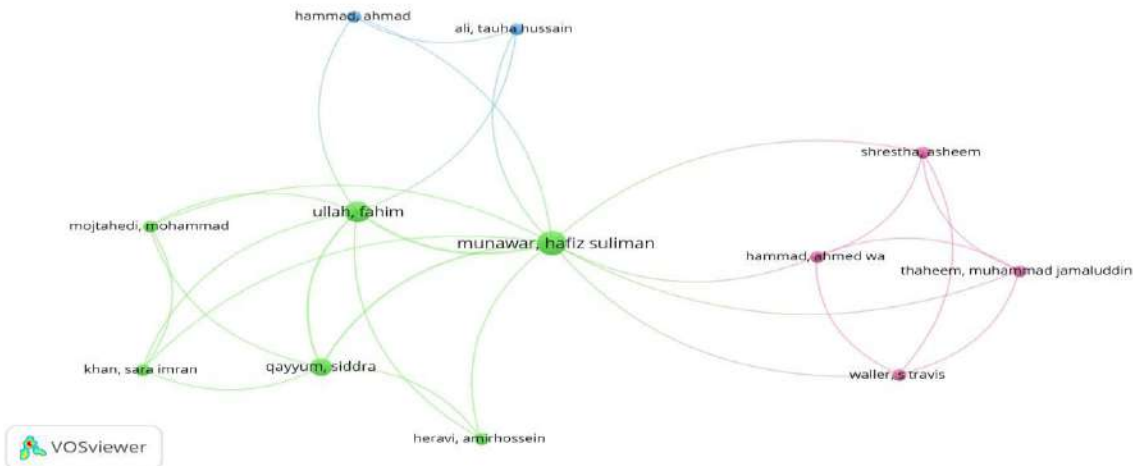 hammad, ahmad
ali, tauha hussain
shrestha, asheem
ullah, fahim
mojtahedi, mohammad
munawar, hafiz suliman
hammad, ahmed wa
thaheem, muhammad jamaluddin
khan, sara imran
qayyum, siddra
waller, s travis
heravi, amirhossein
VOSviewer